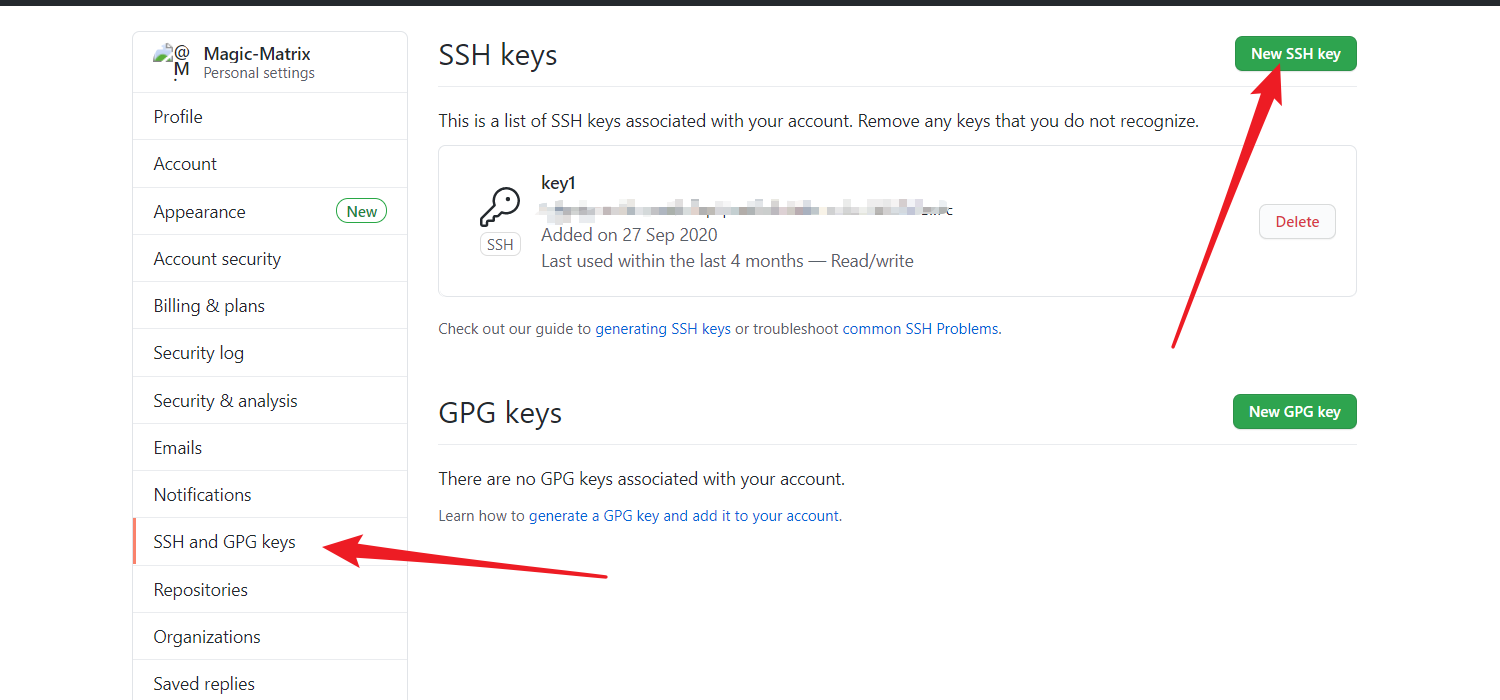 Magic-Matrix
Personal settings
Profile
Account
Appearance New
Account security
Billing & plans
Security log
Security & analysis
Emails
Notifications
SSH and GPG keys
Repositories
Organizations
Saved replies
SSH keys
New SSH key
This is a list of SSH keys associated with your account. Remove any keys that you do not recognize.
key1
SSH
Added on 27 Sep 2020
Last used within the last 4 months — Read/write
Delete
Check out our guide to generating SSH keys or troubleshoot common SSH Problems.
GPG keys
New GPG key
There are no GPG keys associated with your account.
Learn how to generate a GPG key and add it to your account.